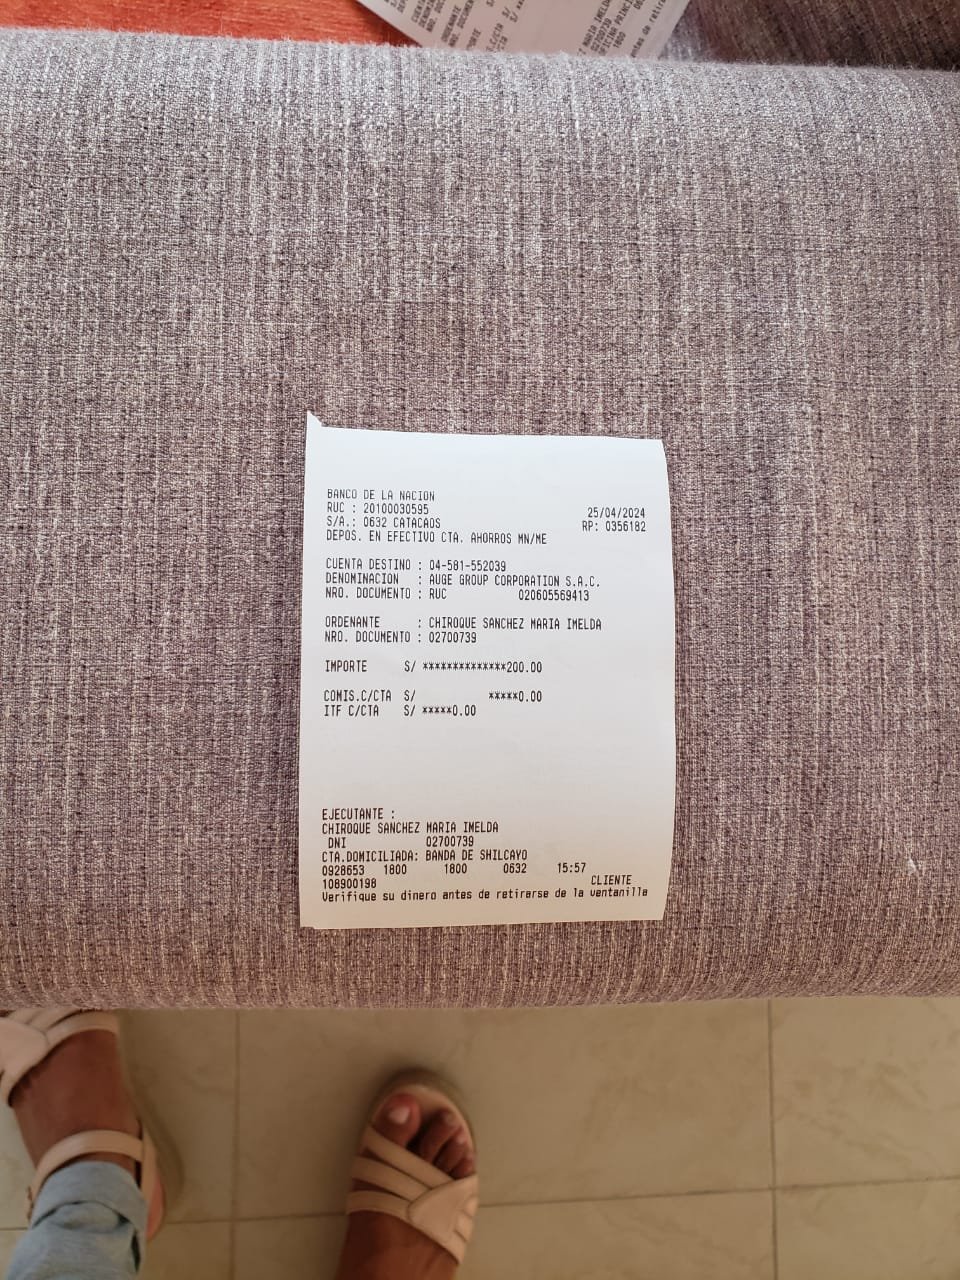 BANCO DE LA NACION
RUC : 20100030595 25/04/2024
S/A.: 0632 CATACAOS RP: 0356182
DEPOS. EN EFECTIVO CTA. AHORROS MN/ME
CUENTA DESTINO : 04-581-552039
DENOMINACION : AUGE GROUP CORPORATION S.A.C.
NRO. DOCUMENTO : RUC 020605569413
ORDENANTE : CHIROQUE SANCHEZ MARIA IMELDA
NRO. DOCUMENTO : 02700739
IMPORTE S/ **************200.00
COMIS.C/CTA S/ *****0.00
ITF C/CTA S/ *****0.00
EJECUTANTE :
CHIROQUE SANCHEZ MARIA IMELDA
DNI 02700739
CTA.DOMICILIADA: BANDA DE SHILCAYO
0928653 1800 1800 0632 15:57
108900198 CLIENTE
Verifique su dinero antes de retirarse de la ventanilla